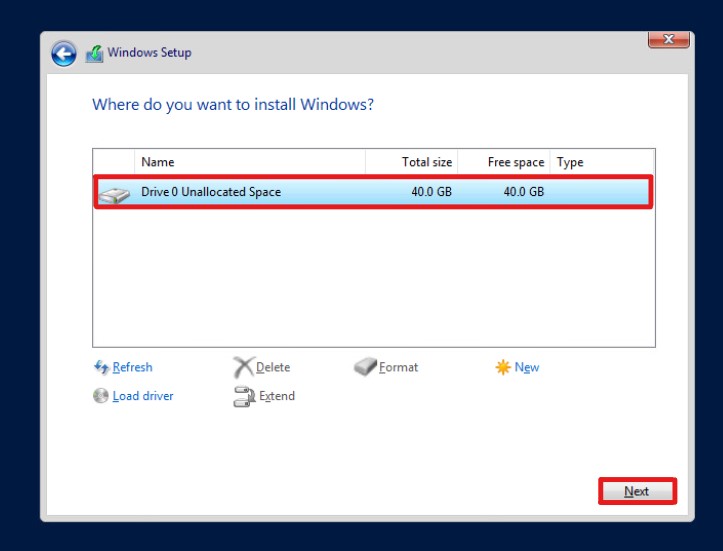 Windows Setup
Where do you want to install Windows?
Name Total size Free space Type
Drive 0 Unallocated Space 40.0 GB 40.0 GB
Refresh Delete Format New
Load driver Extend
Next